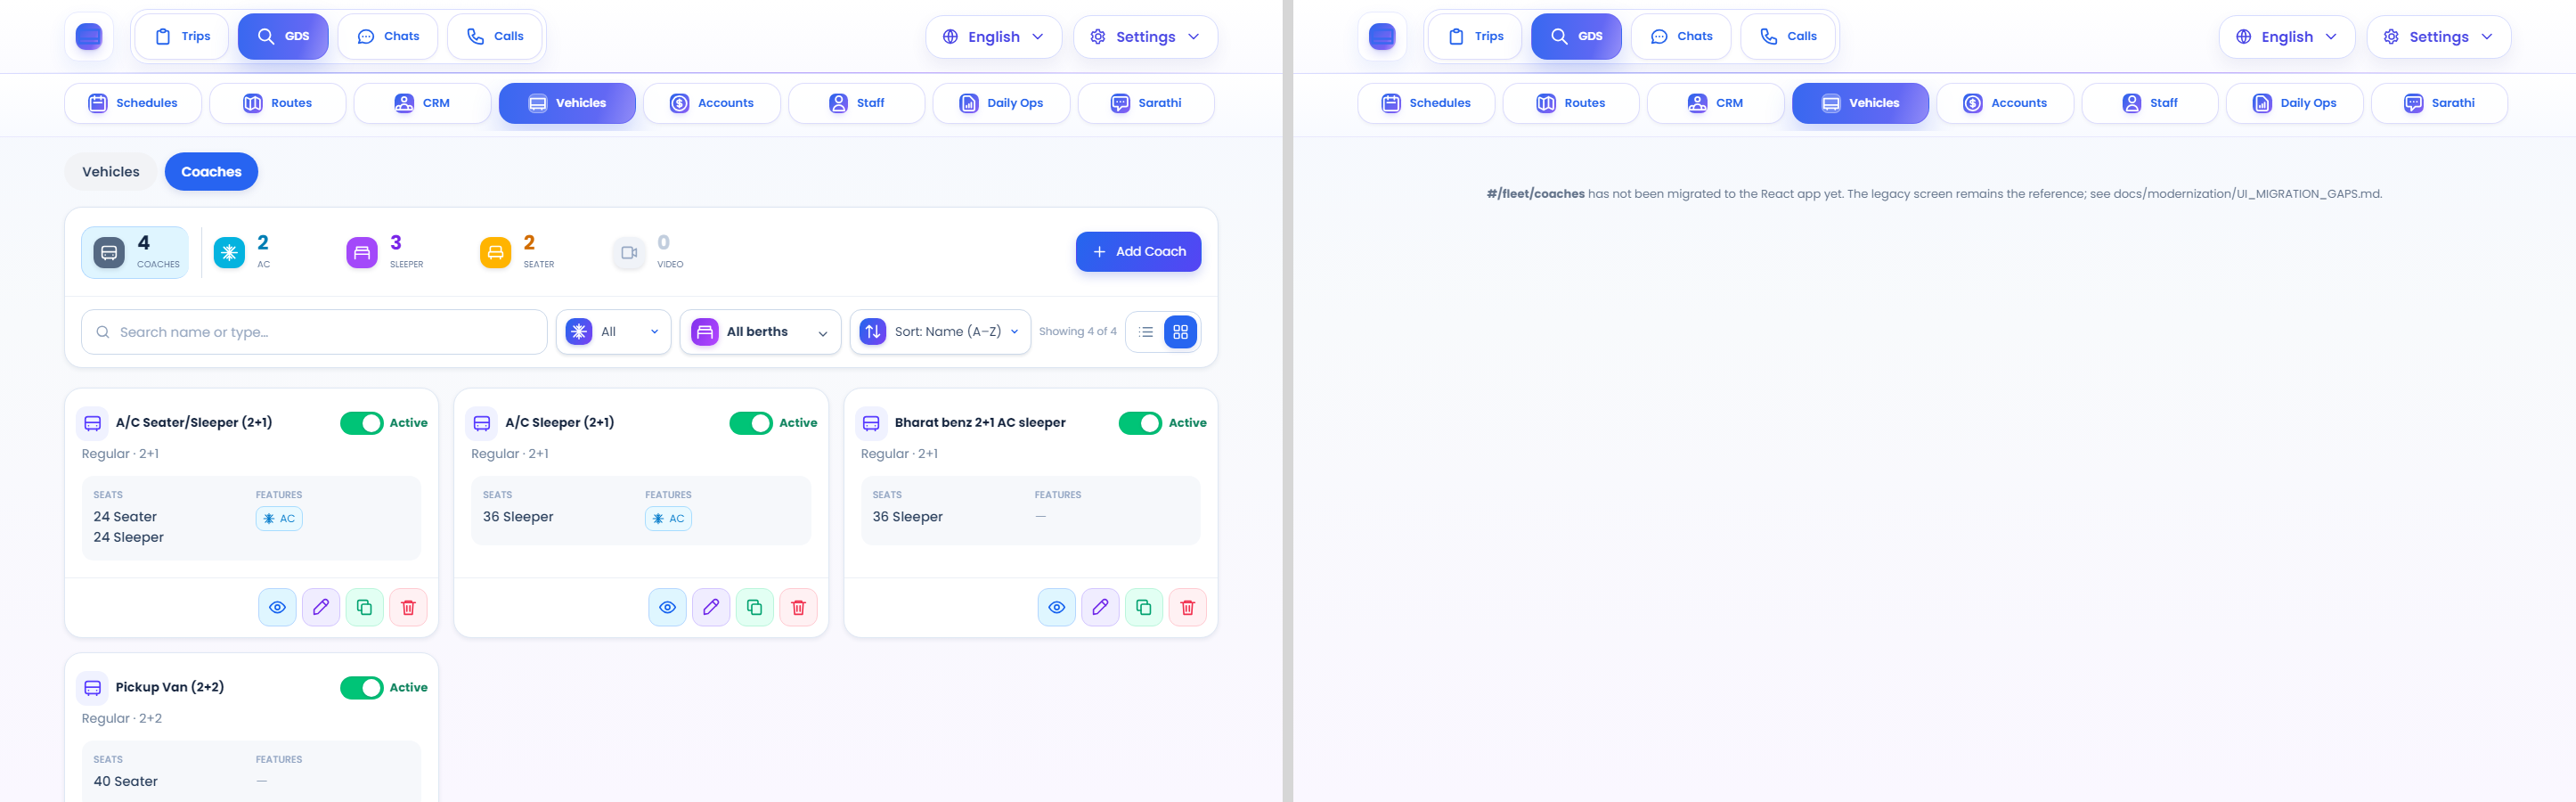 Trips GDS Chats Calls English Settings
Schedules Routes CRM Vehicles Accounts Staff Daily Ops Sarathi
Vehicles Coaches
4 COACHES 2 AC 3 SLEEPER 2 SEATER 0 VIDEO + Add Coach
Search name or type... All All berths Sort: Name (A–Z) Showing 4 of 4
A/C Seater/Sleeper (2+1) Active
Regular · 2+1
SEATS FEATURES
24 Seater AC
24 Sleeper
A/C Sleeper (2+1) Active
Regular · 2+1
SEATS FEATURES
36 Sleeper AC
Bharat benz 2+1 AC sleeper Active
Regular · 2+1
SEATS FEATURES
36 Sleeper —
Pickup Van (2+2) Active
Regular · 2+2
SEATS FEATURES
40 Seater —
Trips GDS Chats Calls English Settings
Schedules Routes CRM Vehicles Accounts Staff Daily Ops Sarathi
#/fleet/coaches has not been migrated to the React app yet. The legacy screen remains the reference; see docs/modernization/UI_MIGRATION_GAPS.md.